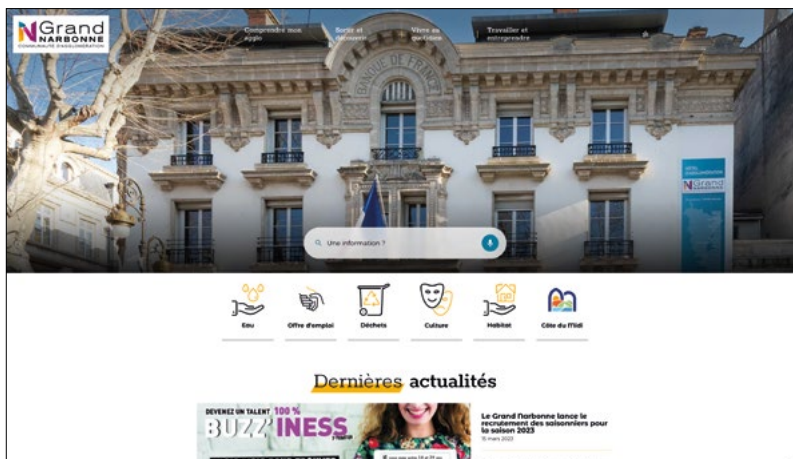 Grand
NARBONNE
COMMUNAUTÉ D'AGGLOMÉRATION
Comprendre mon
agglo
Sortir et
découvrir
Vivre au
quotidien
Travailler et
entreprendre
BANQUE DE FRANCE
HÔTEL
D'AGGLOMÉRATION
Grand
NARBONNE
Une information ?
Eau
Offre d'emploi
Déchets
Culture
Habitat
Côte du Midi
Dernières actualités
DEVENEZ UN TALENT 100 %
BUZZ'INESS
Le Grand Narbonne lance le
recrutement des saisonniers pour
la saison 2023
15 mars 2023